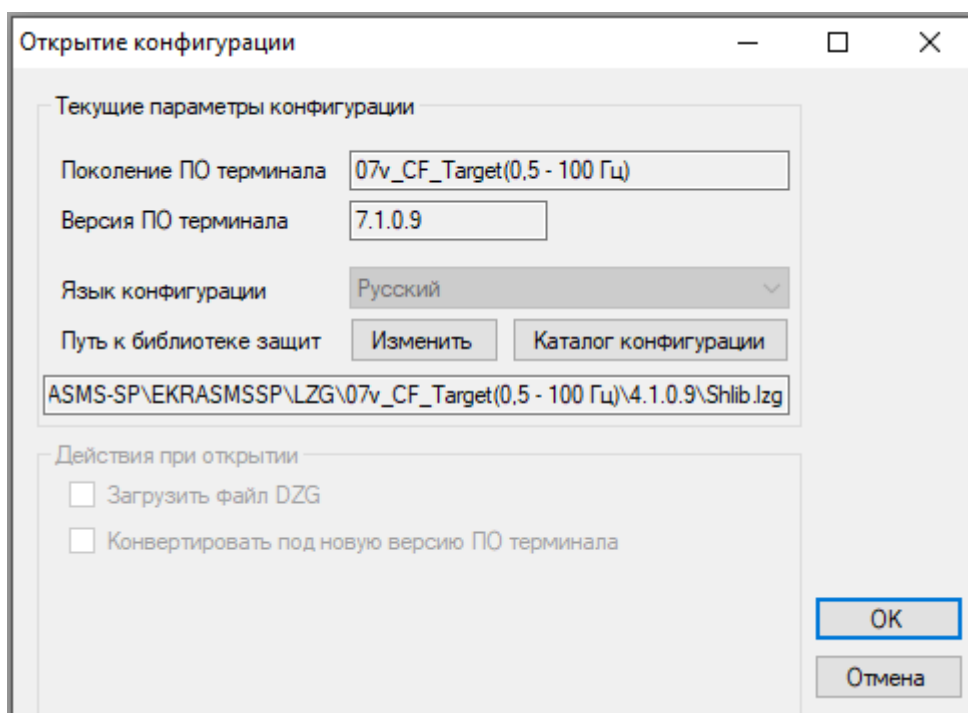 Открытие конфигурации
Текущие параметры конфигурации
Поколение ПО терминала 07v_CF_Target(0,5 - 100 Гц)
Версия ПО терминала 7.1.0.9
Язык конфигурации Русский
Путь к библиотеке защит Изменить Каталог конфигурации
ASMS-SP\EKRASMSSP\LZG\07v_CF_Target(0,5 - 100 Гц)\4.1.0.9\Shlib.lzg
Действия при открытии
Загрузить файл DZG
Конвертировать под новую версию ПО терминала
OK
Отмена